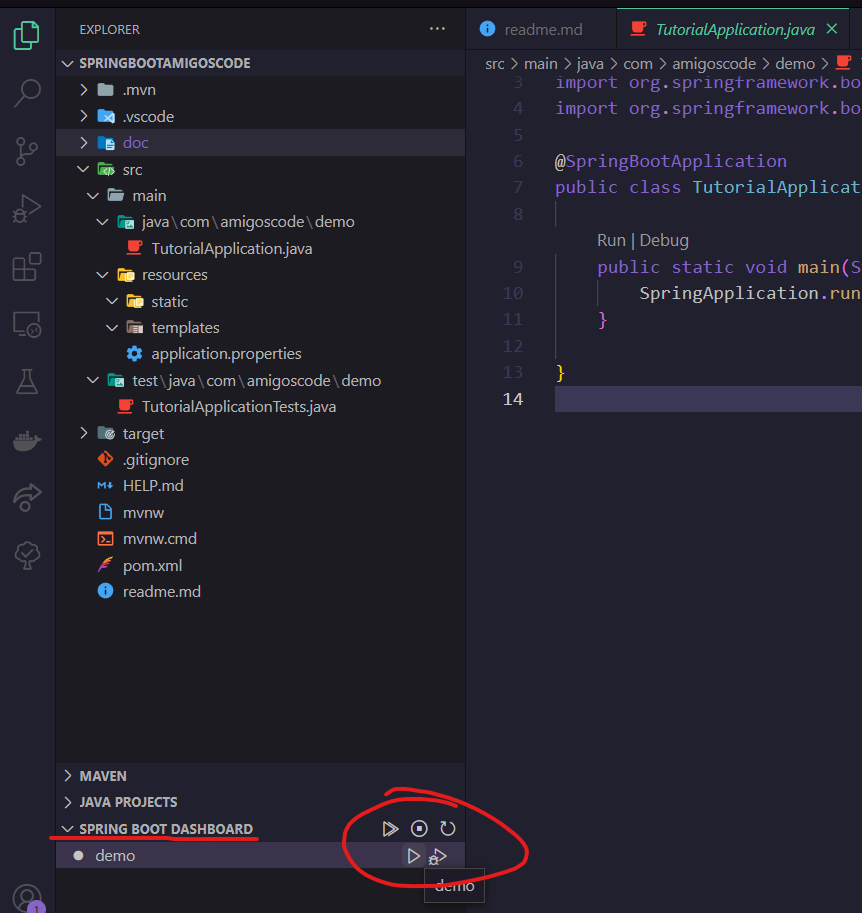 EXPLORER
SPRINGBOOTAMIGOSCODE
.mvn
.vscode
doc
src
main
java\com\amigoscode\demo
TutorialApplication.java
resources
static
templates
application.properties
test\java\com\amigoscode\demo
TutorialApplicationTests.java
target
.gitignore
HELP.md
mvnw
mvnw.cmd
pom.xml
readme.md
MAVEN
JAVA PROJECTS
SPRING BOOT DASHBOARD
demo
demo
1
readme.md TutorialApplication.java
src > main > java > com > amigoscode > demo >
3 import org.springframework.bo
4 import org.springframework.bo
5
6 @SpringBootApplication
7 public class TutorialApplicat
8
Run | Debug
9 public static void main(S
10 SpringApplication.run
11 }
12
13 }
14